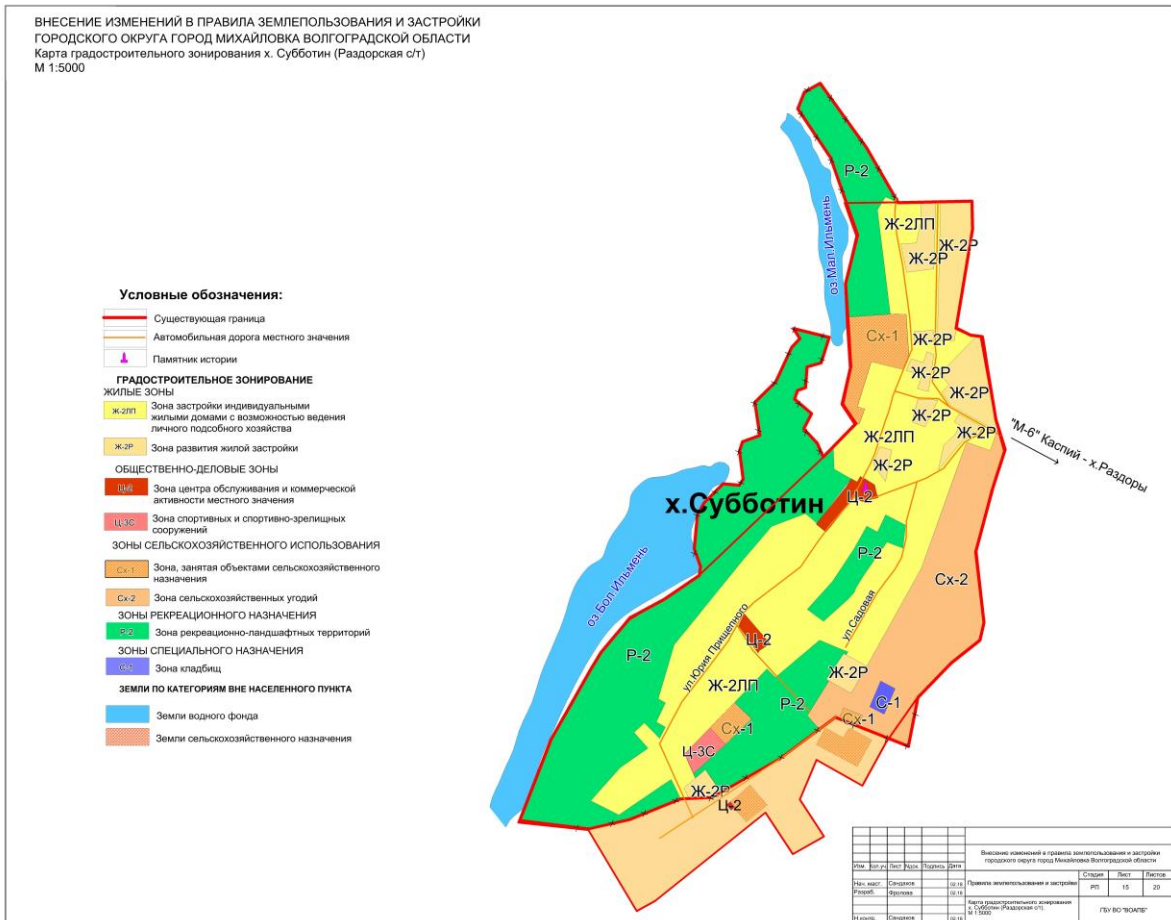 ВНЕСЕНИЕ ИЗМЕНЕНИЙ В ПРАВИЛА ЗЕМЛЕПОЛЬЗОВАНИЯ И ЗАСТРОЙКИ
ГОРОДСКОГО ОКРУГА ГОРОД МИХАЙЛОВКА ВОЛГОГРАДСКОЙ ОБЛАСТИ
Карта градостроительного зонирования х. Субботин (Раздорская с/т)
М 1:5000
Условные обозначения:
Существующая граница
Автомобильная дорога местного значения
Памятник истории
ГРАДОСТРОИТЕЛЬНОЕ ЗОНИРОВАНИЕ
ЖИЛЫЕ ЗОНЫ
Ж-2ЛП Зона застройки индивидуальными
жилыми домами с возможностью ведения
личного подсобного хозяйства
Ж-2Р Зона развития жилой застройки
ОБЩЕСТВЕННО-ДЕЛОВЫЕ ЗОНЫ
Ц-2 Зона центра обслуживания и коммерческой
активности местного значения
Ц-3С Зона спортивных и спортивно-зрелищных
сооружений
ЗОНЫ СЕЛЬСКОХОЗЯЙСТВЕННОГО ИСПОЛЬЗОВАНИЯ
Сх-1 Зона, занятая объектами сельскохозяйственного
назначения
Сх-2 Зона сельскохозяйственных угодий
ЗОНЫ РЕКРЕАЦИОННОГО НАЗНАЧЕНИЯ
Р-2 Зона рекреационно-ландшафтных территорий
ЗОНЫ СПЕЦИАЛЬНОГО НАЗНАЧЕНИЯ
С-1 Зона кладбищ
ЗЕМЛИ ПО КАТЕГОРИЯМ ВНЕ НАСЕЛЕННОГО ПУНКТА
Земли водного фонда
Земли сельскохозяйственного назначения
Р-2
оз.Мал.Ильмень
Ж-2ЛП
Ж-2Р
Ж-2Р
Сх-1
Ж-2Р
Ж-2Р
Ж-2Р
Ж-2Р
Ж-2ЛП
Ж-2Р
Ж-2Р
"М-6" Каспий - х.Раздоры
х.Субботин
Ц-2
Р-2
Сх-2
оз.Бол.Ильмень
ул.Садовая
ул.Юрия Прищепного
Ц-2
Р-2
Ж-2Р
Ж-2ЛП
Р-2
С-1
Сх-1
Сх-1
Ц-3С
Ж-2Р
Ц-2
Внесение изменений в правила землепользования и застройки
городского округа город Михайловка Волгоградской области
Изм. Кол.уч Лист №док. Подпись Дата
Нач. маст. Сандаков 02.16
Разраб. Фролова 02.16
Правила землепользования и застройки
Стадия Лист Листов
РП 15 20
Карта градостроительного зонирования
х. Субботин (Раздорская с/т)
М 1:5000
ГБУ ВО "ВОАПБ"
Н.контр. Сандаков 02.16